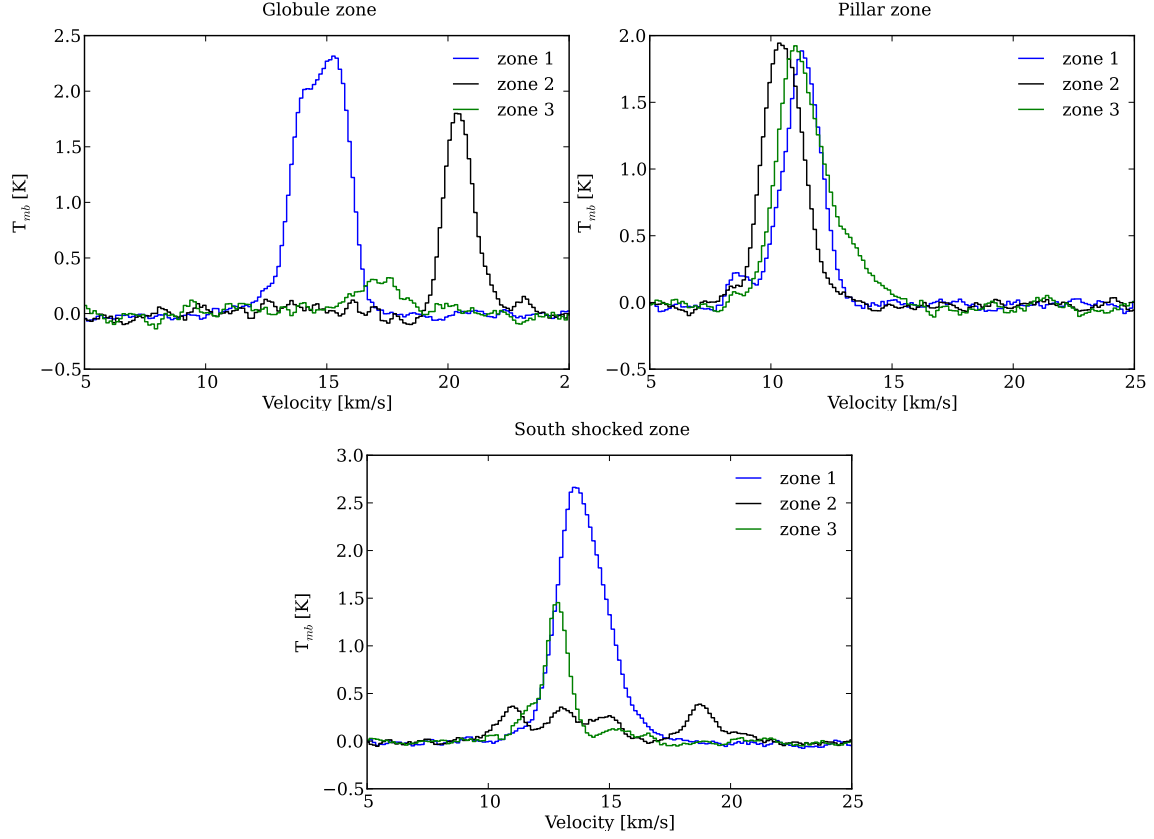 Globule zone
2.5
2.0
1.5
1.0
0.5
0.0
−0.5
T_mb [K]
zone 1
zone 2
zone 3
5 10 15 20 2
Velocity [km/s]
Pillar zone
2.0
1.5
1.0
0.5
0.0
−0.5
T_mb [K]
zone 1
zone 2
zone 3
5 10 15 20 25
Velocity [km/s]
South shocked zone
3.0
2.5
2.0
1.5
1.0
0.5
0.0
−0.5
T_mb [K]
zone 1
zone 2
zone 3
5 10 15 20 25
Velocity [km/s]